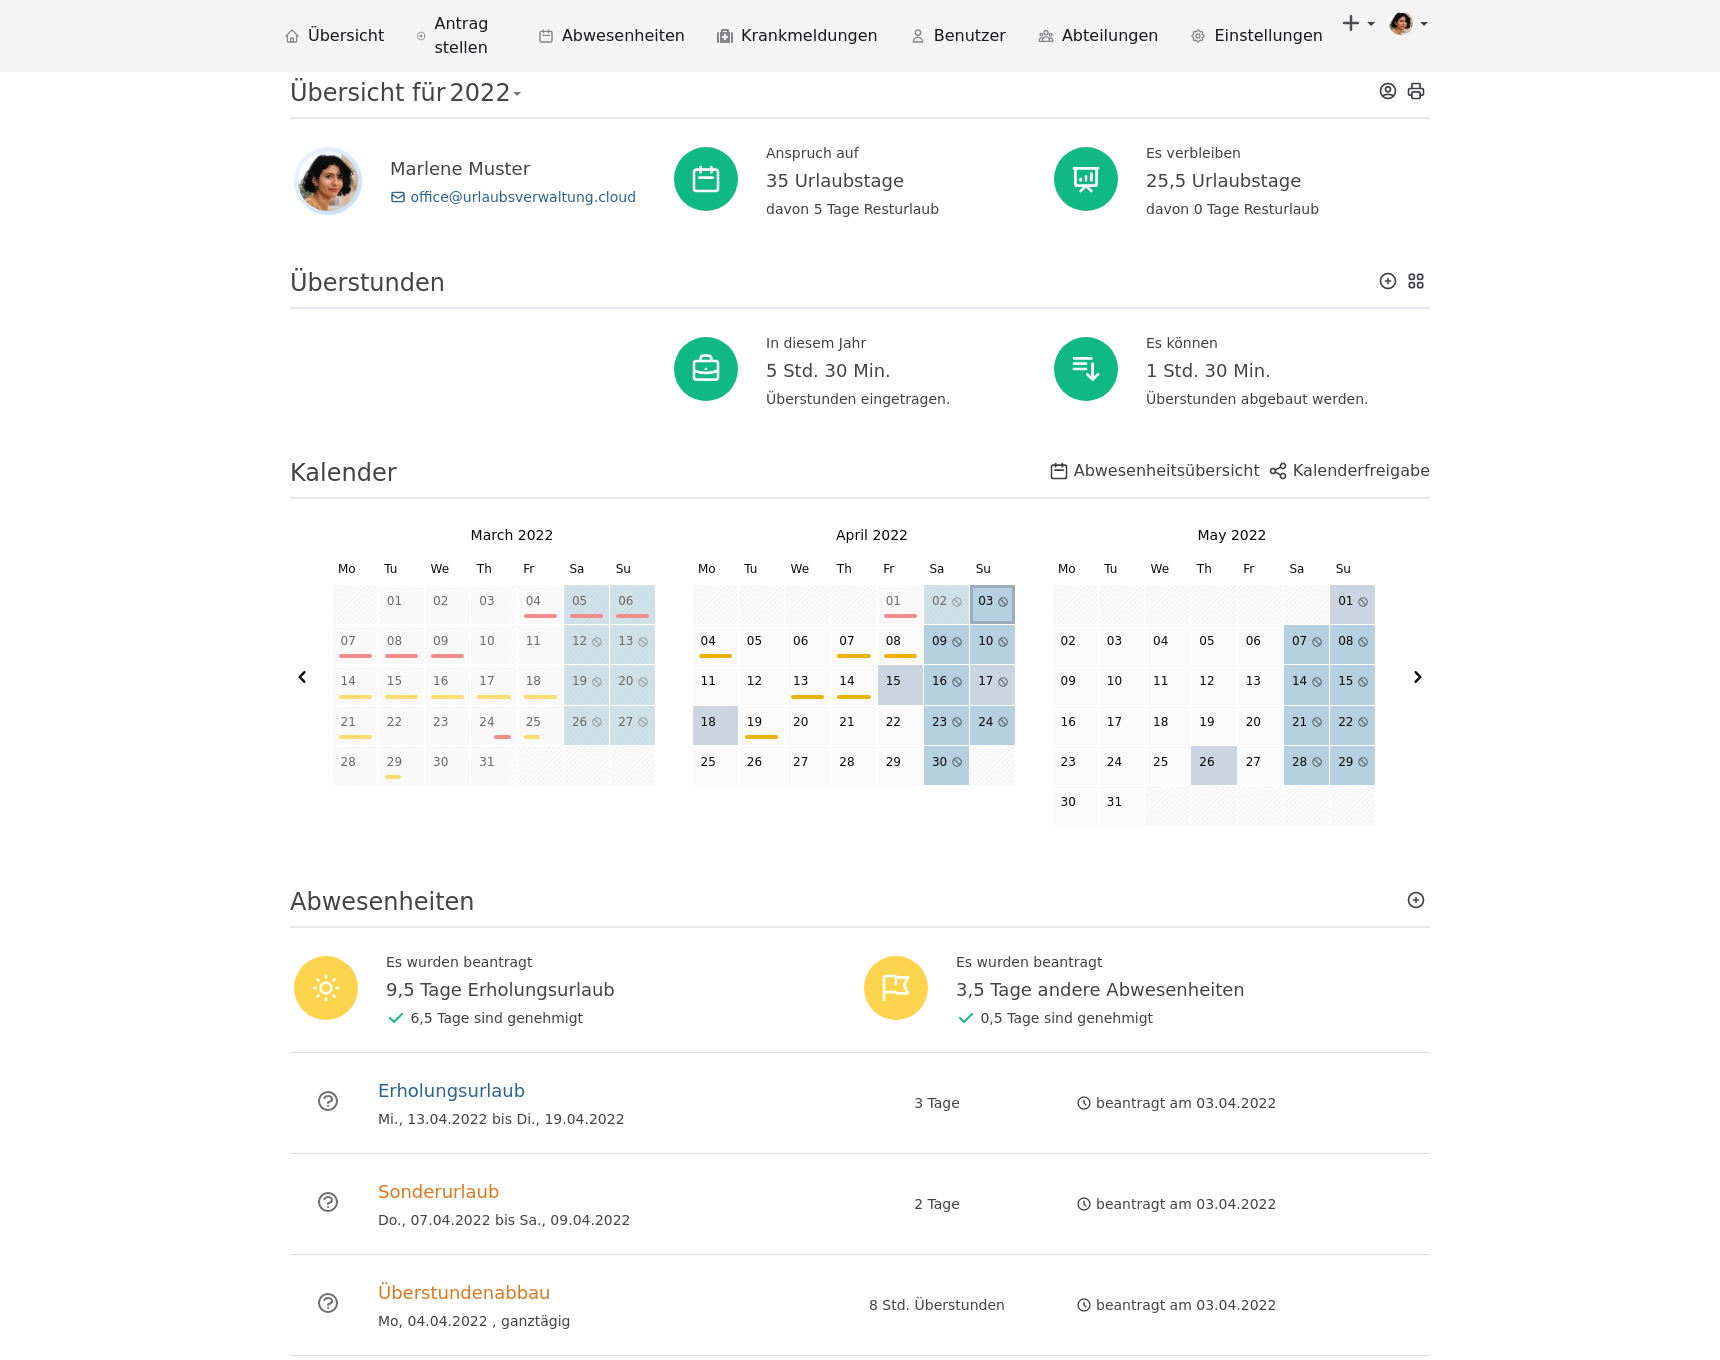 Übersicht
Antrag stellen
Abwesenheiten
Krankmeldungen
Benutzer
Abteilungen
Einstellungen
Übersicht für 2022
Marlene Muster
office@urlaubsverwaltung.cloud
Anspruch auf
35 Urlaubstage
davon 5 Tage Resturlaub
Es verbleiben
25,5 Urlaubstage
davon 0 Tage Resturlaub
Überstunden
In diesem Jahr
5 Std. 30 Min.
Überstunden eingetragen.
Es können
1 Std. 30 Min.
Überstunden abgebaut werden.
Kalender
Abwesenheitsübersicht
Kalenderfreigabe
March 2022
Mo Tu We Th Fr Sa Su
01 02 03 04 05 06
07 08 09 10 11 12 13
14 15 16 17 18 19 20
21 22 23 24 25 26 27
28 29 30 31
April 2022
Mo Tu We Th Fr Sa Su
01 02 03
04 05 06 07 08 09 10
11 12 13 14 15 16 17
18 19 20 21 22 23 24
25 26 27 28 29 30
May 2022
Mo Tu We Th Fr Sa Su
01
02 03 04 05 06 07 08
09 10 11 12 13 14 15
16 17 18 19 20 21 22
23 24 25 26 27 28 29
30 31
Abwesenheiten
Es wurden beantragt
9,5 Tage Erholungsurlaub
6,5 Tage sind genehmigt
Es wurden beantragt
3,5 Tage andere Abwesenheiten
0,5 Tage sind genehmigt
Erholungsurlaub
Mi., 13.04.2022 bis Di., 19.04.2022
3 Tage
beantragt am 03.04.2022
Sonderurlaub
Do., 07.04.2022 bis Sa., 09.04.2022
2 Tage
beantragt am 03.04.2022
Überstundenabbau
Mo, 04.04.2022 , ganztägig
8 Std. Überstunden
beantragt am 03.04.2022